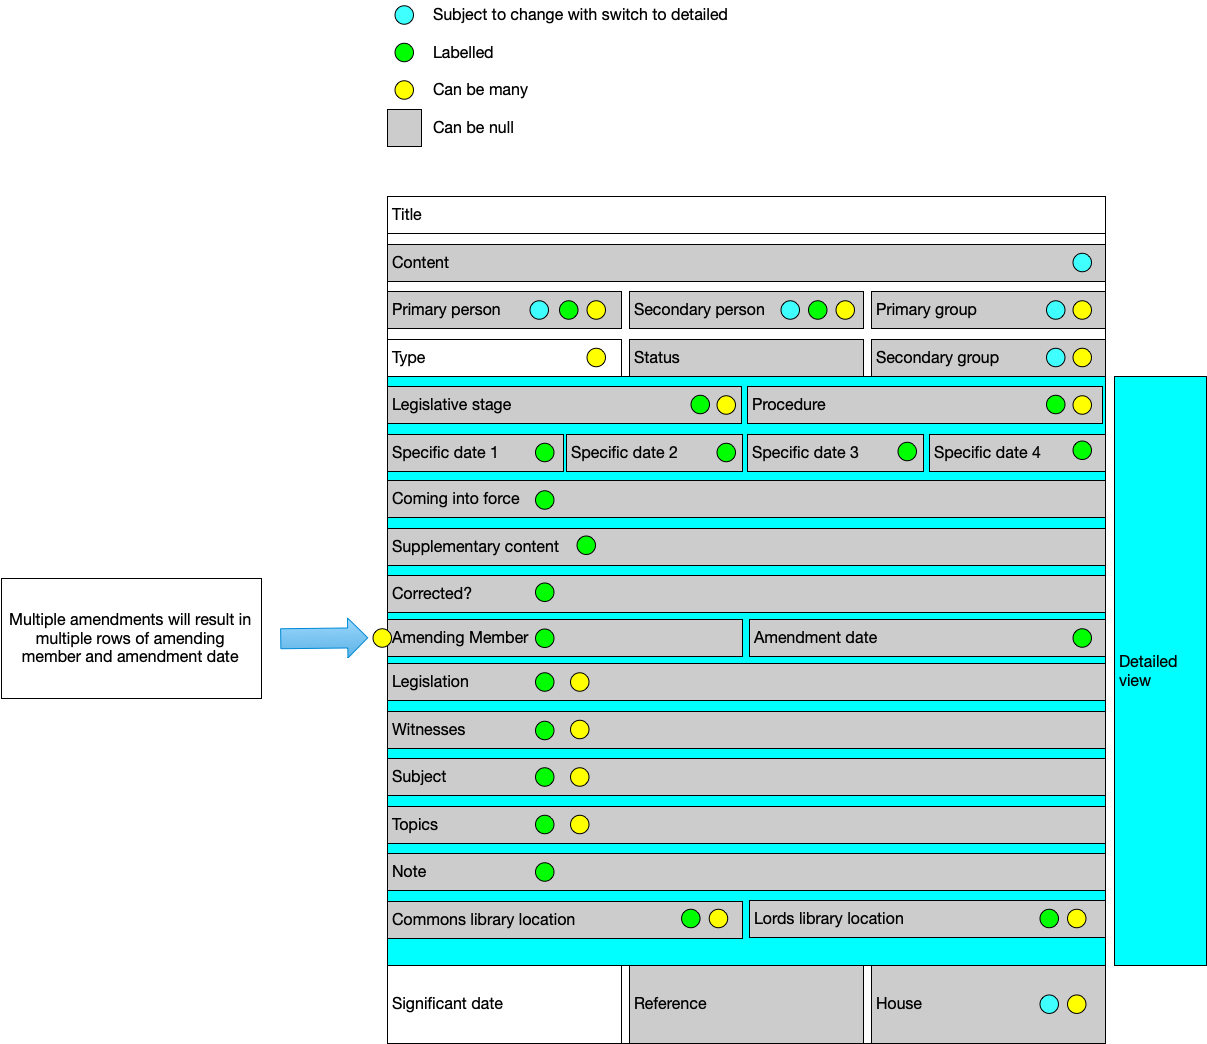 Subject to change with switch to detailed
Labelled
Can be many
Can be null
Title
Content
Primary person
Secondary person
Primary group
Type
Status
Secondary group
Legislative stage
Procedure
Specific date 1
Specific date 2
Specific date 3
Specific date 4
Coming into force
Supplementary content
Corrected?
Multiple amendments will result in
multiple rows of amending
member and amendment date
Amending Member
Amendment date
Detailed
view
Legislation
Witnesses
Subject
Topics
Note
Commons library location
Lords library location
Significant date
Reference
House